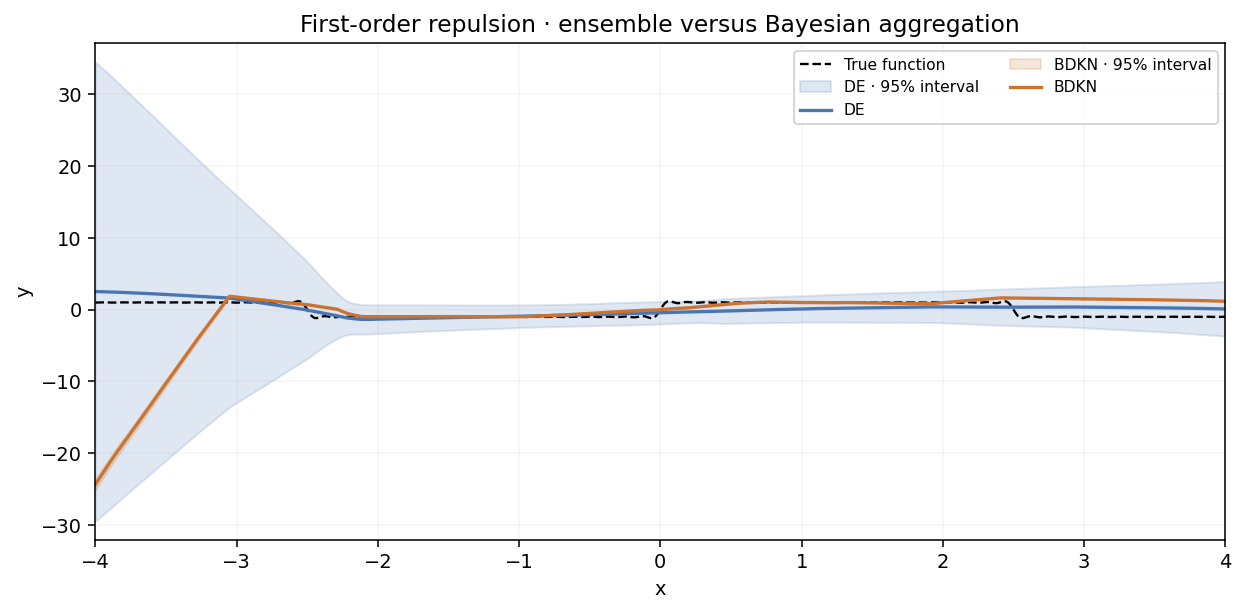 First-order repulsion · ensemble versus Bayesian aggregation
True function
DE · 95% interval
DE
BDKN · 95% interval
BDKN
y
30
20
10
0
−10
−20
−30
−4
−3
−2
−1
0
1
2
3
4
x